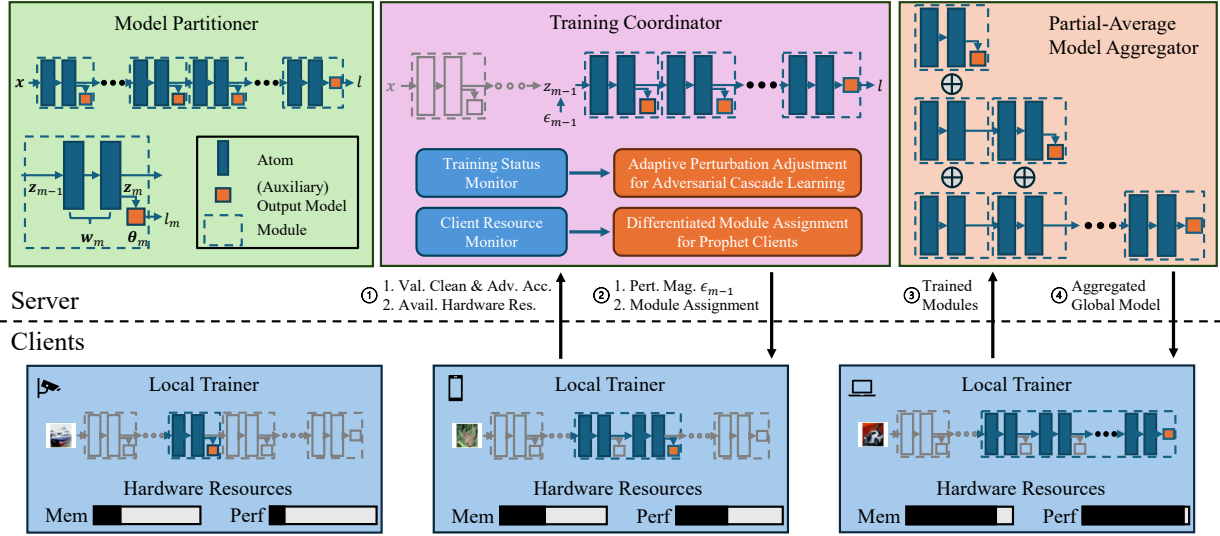 Model Partitioner
x
l
z_{m-1}
z_m
w_m
θ_m
l_m
Atom
(Auxiliary)
Output Model
Module
Training Coordinator
x
z_{m-1}
ϵ_{m-1}
l
Training Status
Monitor
Adaptive Perturbation Adjustment
for Adversarial Cascade Learning
Client Resource
Monitor
Differentiated Module Assignment
for Prophet Clients
Partial-Average
Model Aggregator
Server
① 1. Val. Clean & Adv. Acc.
2. Avail. Hardware Res.
② 1. Pert. Mag. ϵ_{m-1}
2. Module Assignment
③ Trained
Modules
④ Aggregated
Global Model
Clients
Local Trainer
Hardware Resources
Mem Perf
Local Trainer
Hardware Resources
Mem Perf
Local Trainer
Hardware Resources
Mem Perf